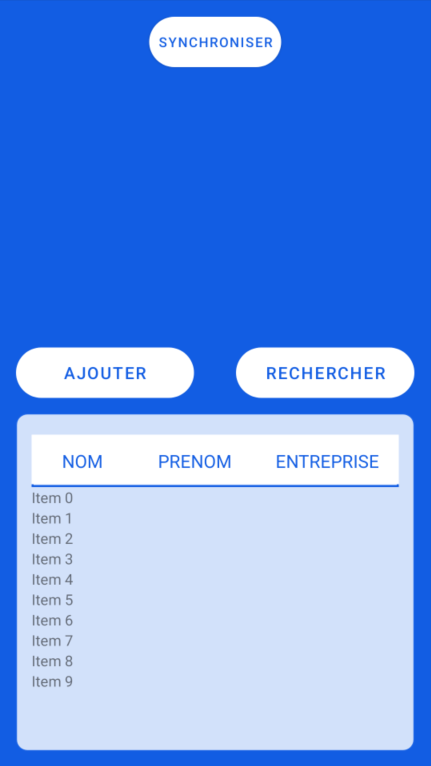 SYNCHRONISER
AJOUTER RECHERCHER
NOM PRENOM ENTREPRISE
Item 0
Item 1
Item 2
Item 3
Item 4
Item 5
Item 6
Item 7
Item 8
Item 9